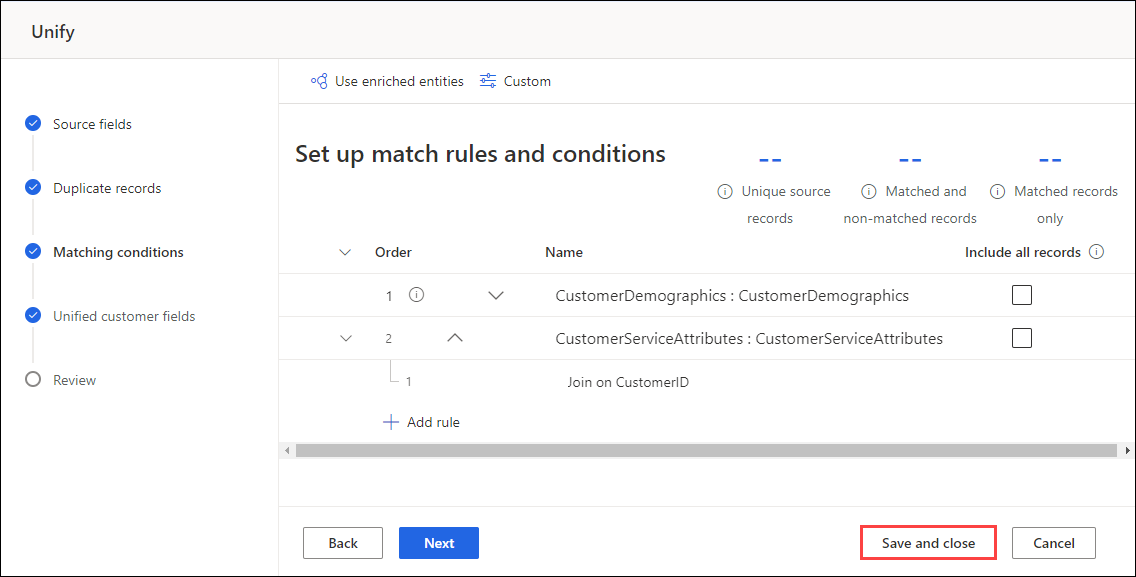 Unify
Source fields
Duplicate records
Matching conditions
Unified customer fields
Review
Use enriched entities Custom
Set up match rules and conditions
-- -- --
Unique source
records
Matched and
non-matched records
Matched records
only
Order Name Include all records
1 CustomerDemographics : CustomerDemographics
2 CustomerServiceAttributes : CustomerServiceAttributes
1 Join on CustomerID
Add rule
Back Next Save and close Cancel